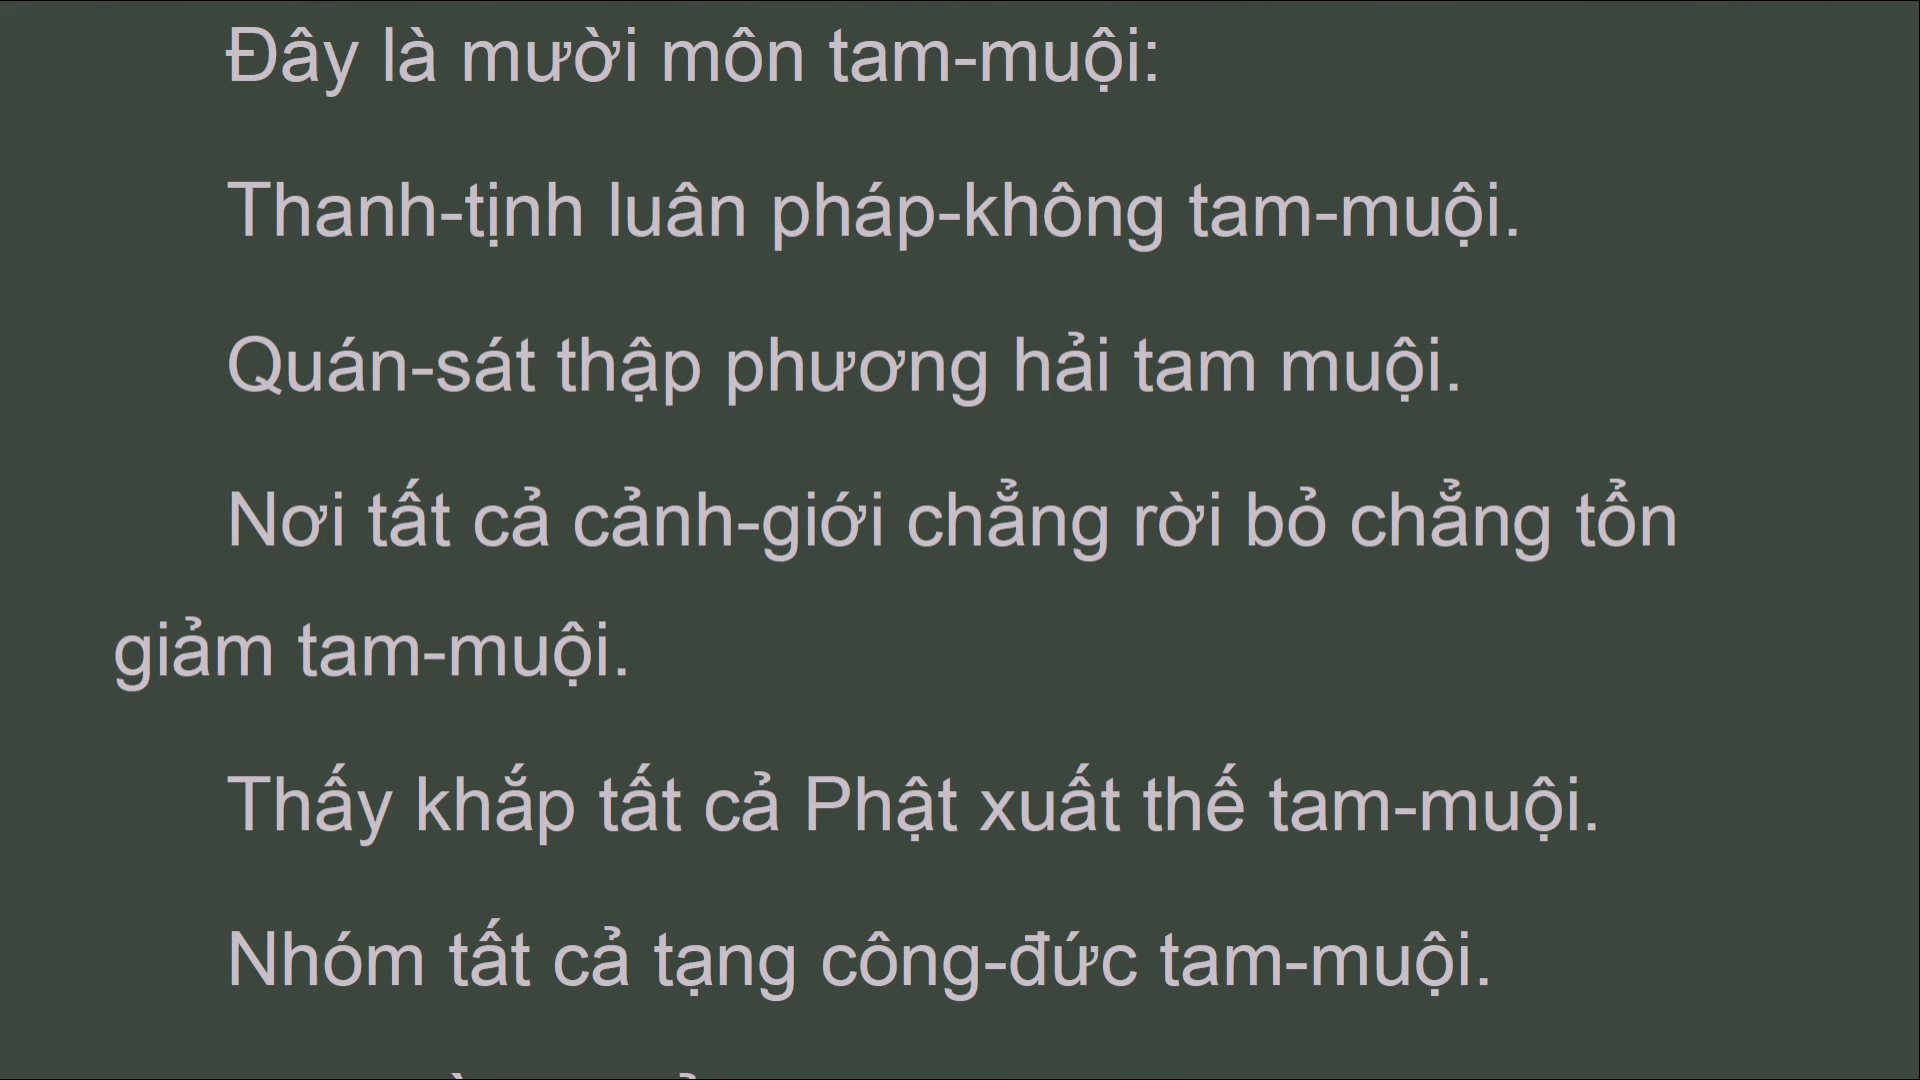 Đây là mười môn tam-muội:
Thanh-tịnh luân pháp-không tam-muội.
Quán-sát thập phương hải tam muội.
Nơi tất cả cảnh-giới chẳng rời bỏ chẳng tổn
giảm tam-muội.
Thấy khắp tất cả Phật xuất thế tam-muội.
Nhóm tất cả tạng công-đức tam-muội.